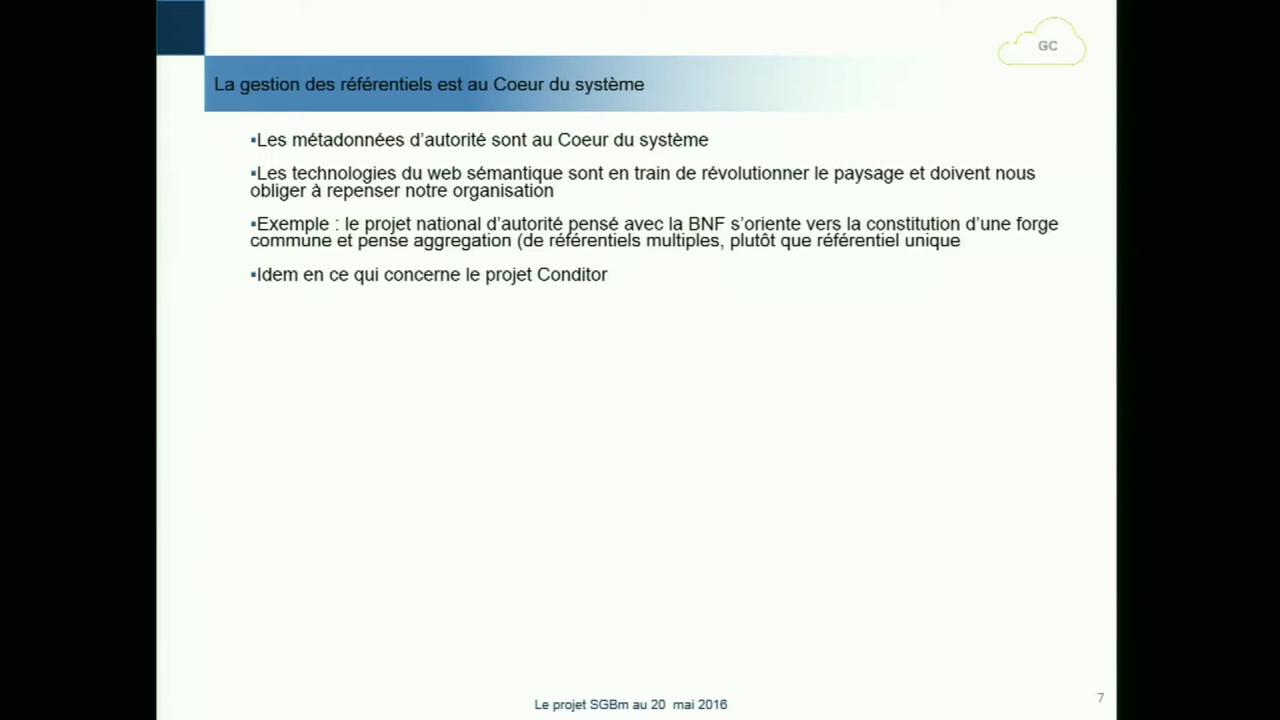 GC
La gestion des référentiels est au Coeur du système
▪Les métadonnées d’autorité sont au Coeur du système
▪Les technologies du web sémantique sont en train de révolutionner le paysage et doivent nous
obliger à repenser notre organisation
▪Exemple : le projet national d’autorité pensé avec la BNF s’oriente vers la constitution d’une forge
commune et pense aggregation (de référentiels multiples, plutôt que référentiel unique
▪Idem en ce qui concerne le projet Conditor
Le projet SGBm au 20 mai 2016
7